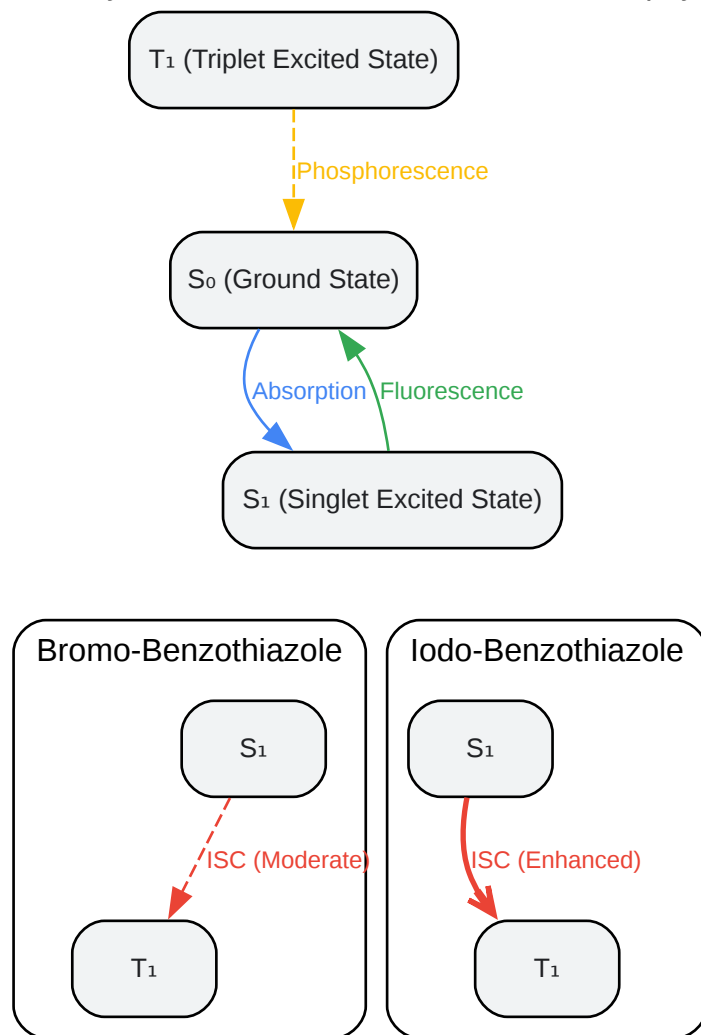 T₁ (Triplet Excited State)
Phosphorescence
S₀ (Ground State)
Absorption
Fluorescence
S₁ (Singlet Excited State)
Bromo-Benzothiazole
S₁
ISC (Moderate)
T₁
Iodo-Benzothiazole
S₁
ISC (Enhanced)
T₁